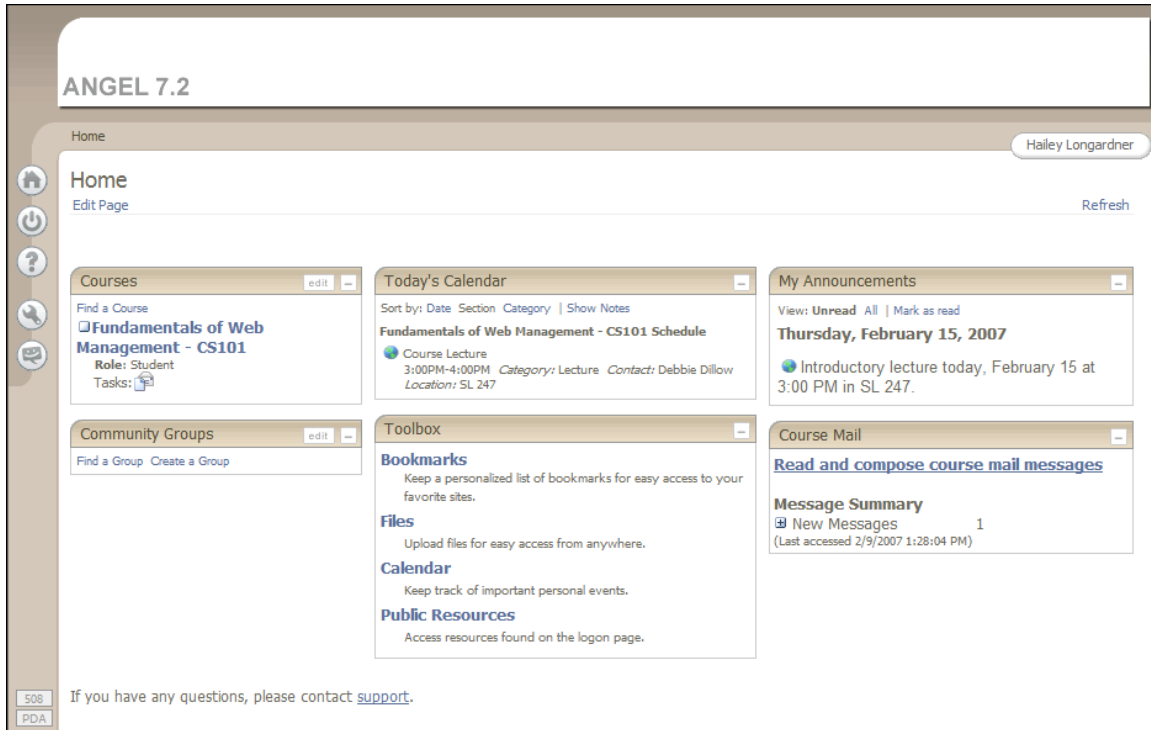 ANGEL 7.2
Home
Hailey Longardner
Home
Edit Page
Refresh
Courses
edit
Find a Course
Fundamentals of Web
Management - CS101
Role: Student
Tasks:
Community Groups
edit
Find a Group Create a Group
Today's Calendar
Sort by: Date Section Category | Show Notes
Fundamentals of Web Management - CS101 Schedule
Course Lecture
3:00PM-4:00PM Category: Lecture Contact: Debbie Dillow
Location: SL 247
Toolbox
Bookmarks
Keep a personalized list of bookmarks for easy access to your
favorite sites.
Files
Upload files for easy access from anywhere.
Calendar
Keep track of important personal events.
Public Resources
Access resources found on the logon page.
My Announcements
View: Unread All | Mark as read
Thursday, February 15, 2007
Introductory lecture today, February 15 at
3:00 PM in SL 247.
Course Mail
Read and compose course mail messages
Message Summary
New Messages 1
(Last accessed 2/9/2007 1:28:04 PM)
If you have any questions, please contact support.
508
PDA